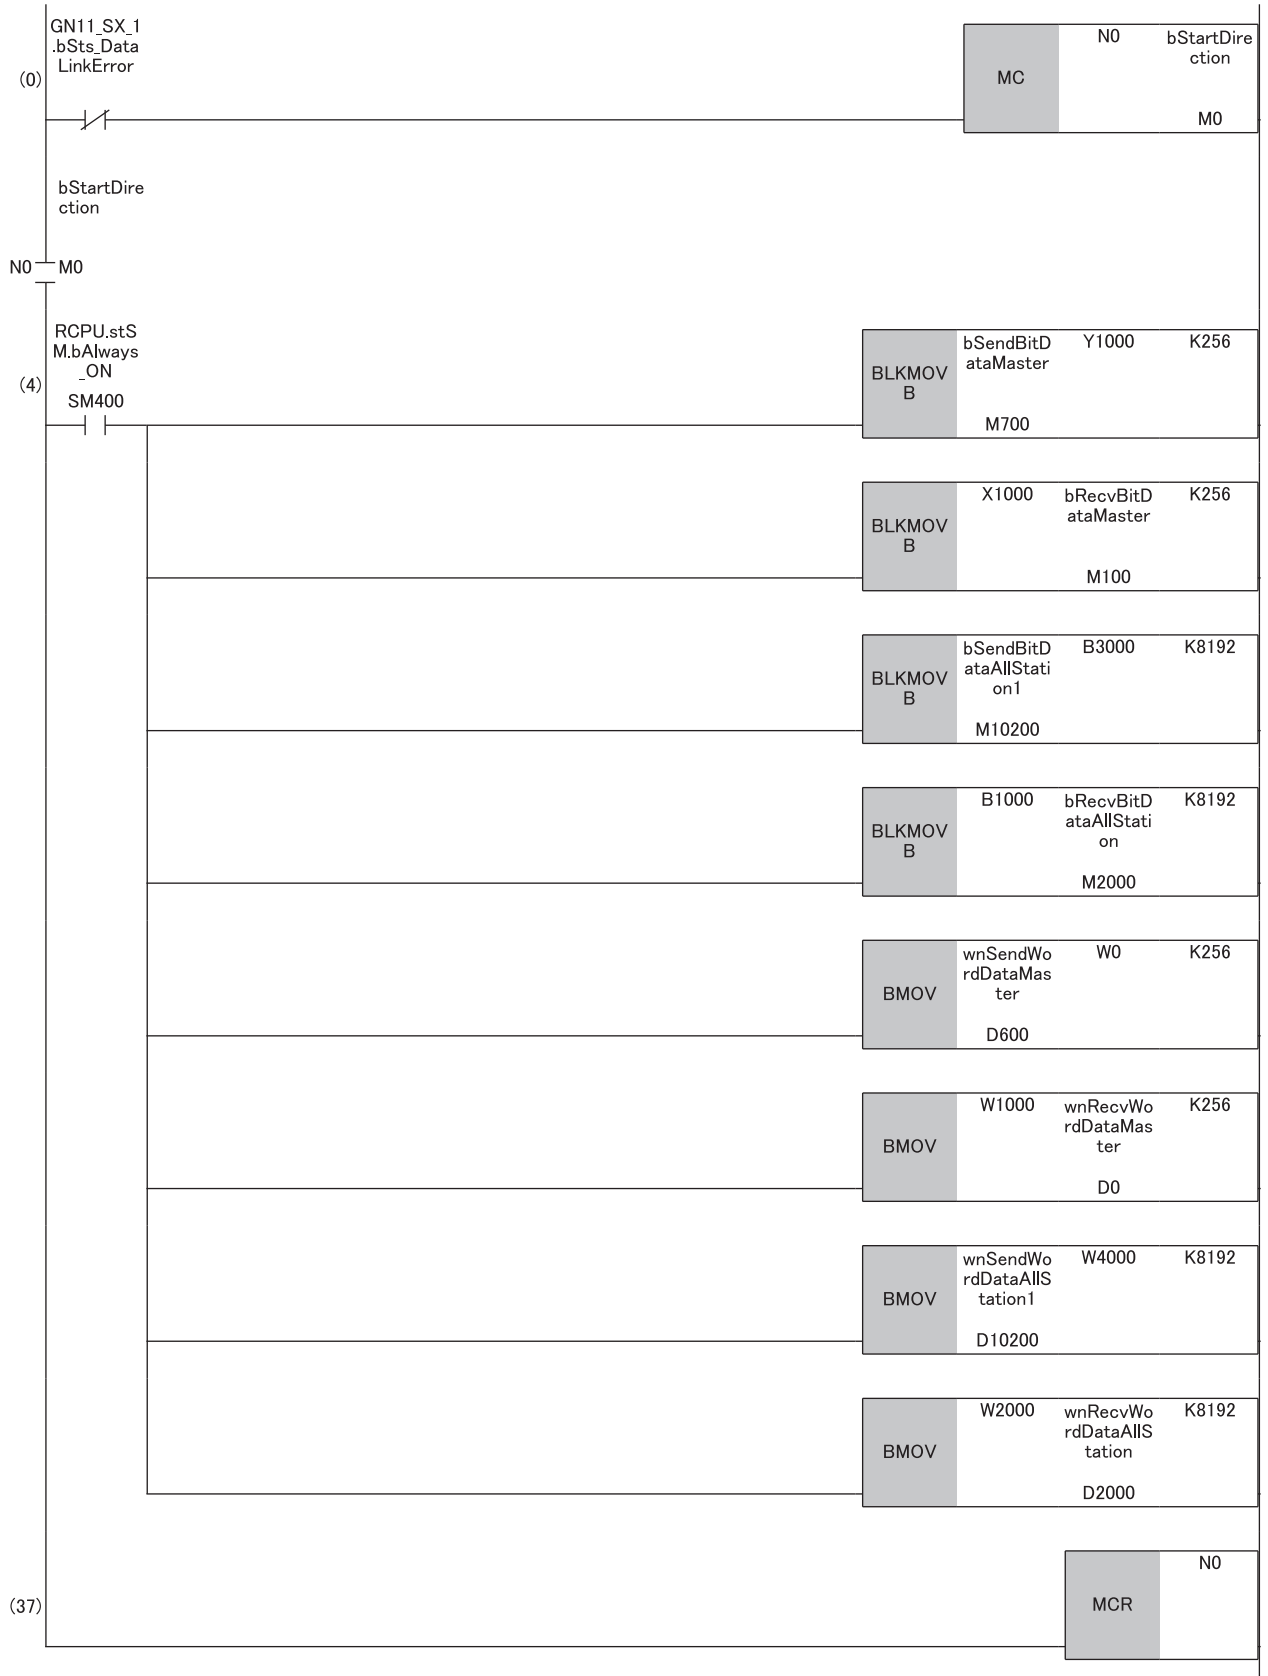 GN11_SX_1
.bSts_Data
LinkError
(0)
MC
N0
bStartDire
ction
M0
bStartDire
ction
N0
M0
RCPU.stS
M.bAlways
_ON
(4)
SM400
BLKMOV
B
bSendBitD
ataMaster
M700
Y1000
K256
BLKMOV
B
X1000
bRecvBitD
ataMaster
M100
K256
BLKMOV
B
bSendBitD
ataAllStati
on1
M10200
B3000
K8192
BLKMOV
B
B1000
bRecvBitD
ataAllStati
on
M2000
K8192
BMOV
wnSendWo
rdDataMas
ter
D600
W0
K256
BMOV
W1000
wnRecvWo
rdDataMas
ter
D0
K256
BMOV
wnSendWo
rdDataAllS
tation1
D10200
W4000
K8192
BMOV
W2000
wnRecvWo
rdDataAllS
tation
D2000
K8192
(37)
MCR
N0